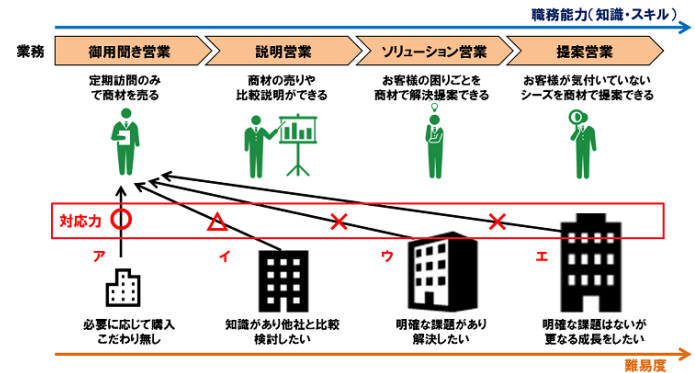 職務能力(知識・スキル)
業務
御用聞き営業
説明営業
ソリューション営業
提案営業
定期訪問のみ
で商材を売る
商材の売りや
比較説明ができる
お客様の困りごとを
商材で解決提案できる
お客様が気付いていない
シーズを商材で提案できる
対応力
ア
イ
ウ
エ
必要に応じて購入
こだわり無し
知識があり他社と比較
検討したい
明確な課題があり
解決したい
明確な課題はないが
更なる成長をしたい
難易度